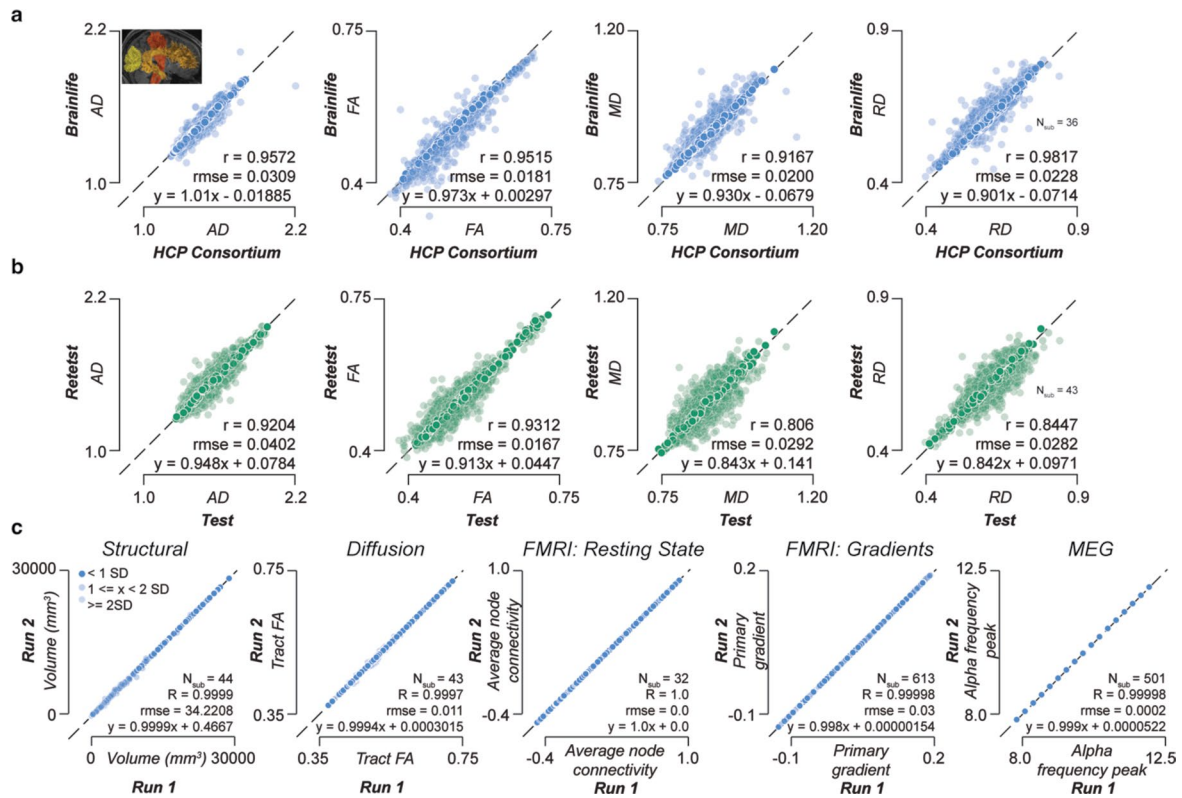 a
2.2
Brainlife
AD
1.0
r = 0.9572
rmse = 0.0309
y = 1.01x - 0.01885
1.0
AD
2.2
HCP Consortium
0.75
Brainlife
FA
0.4
r = 0.9515
rmse = 0.0181
y = 0.973x + 0.00297
0.4
FA
0.75
HCP Consortium
1.20
Brainlife
MD
0.75
r = 0.9167
rmse = 0.0200
y = 0.930x - 0.0679
0.75
MD
1.20
HCP Consortium
0.9
Brainlife
RD
0.4
Nsub = 36
r = 0.9817
rmse = 0.0228
y = 0.901x - 0.0714
0.4
RD
0.9
HCP Consortium
b
2.2
Retetst
AD
1.0
r = 0.9204
rmse = 0.0402
y = 0.948x + 0.0784
1.0
AD
2.2
Test
0.75
Retetst
FA
0.4
r = 0.9312
rmse = 0.0167
y = 0.913x + 0.0447
0.4
FA
0.75
Test
1.20
Retetst
MD
0.75
r = 0.806
rmse = 0.0292
y = 0.843x + 0.141
0.75
MD
1.20
Test
0.9
Retetst
RD
0.4
Nsub = 43
r = 0.8447
rmse = 0.0282
y = 0.842x + 0.0971
0.4
RD
0.9
Test
c
Structural
30000
Run 2
Volume (mm³)
0
< 1 SD
1 <= x < 2 SD
>= 2SD
Nsub = 44
R = 0.9999
rmse = 34.2208
y = 0.9999x + 0.4667
0
Volume (mm³)
30000
Run 1
Diffusion
0.75
Run 2
Tract FA
0.35
Nsub = 43
R = 0.9997
rmse = 0.011
y = 0.9994x + 0.0003015
0.35
Tract FA
0.75
Run 1
FMRI: Resting State
1.0
Run 2
Average node
connectivity
-0.4
Nsub = 32
R = 1.0
rmse = 0.0
y = 1.0x + 0.0
-0.4
Average node
connectivity
1.0
Run 1
FMRI: Gradients
0.2
Run 2
Primary
gradient
-0.1
Nsub = 613
R = 0.99998
rmse = 0.03
y = 0.998x + 0.00000154
-0.1
Primary
gradient
0.2
Run 1
MEG
12.5
Run 2
Alpha frequency
peak
8.0
Nsub = 501
R = 0.99998
rmse = 0.0002
y = 0.999x + 0.0000522
8.0
Alpha
frequency peak
12.5
Run 1